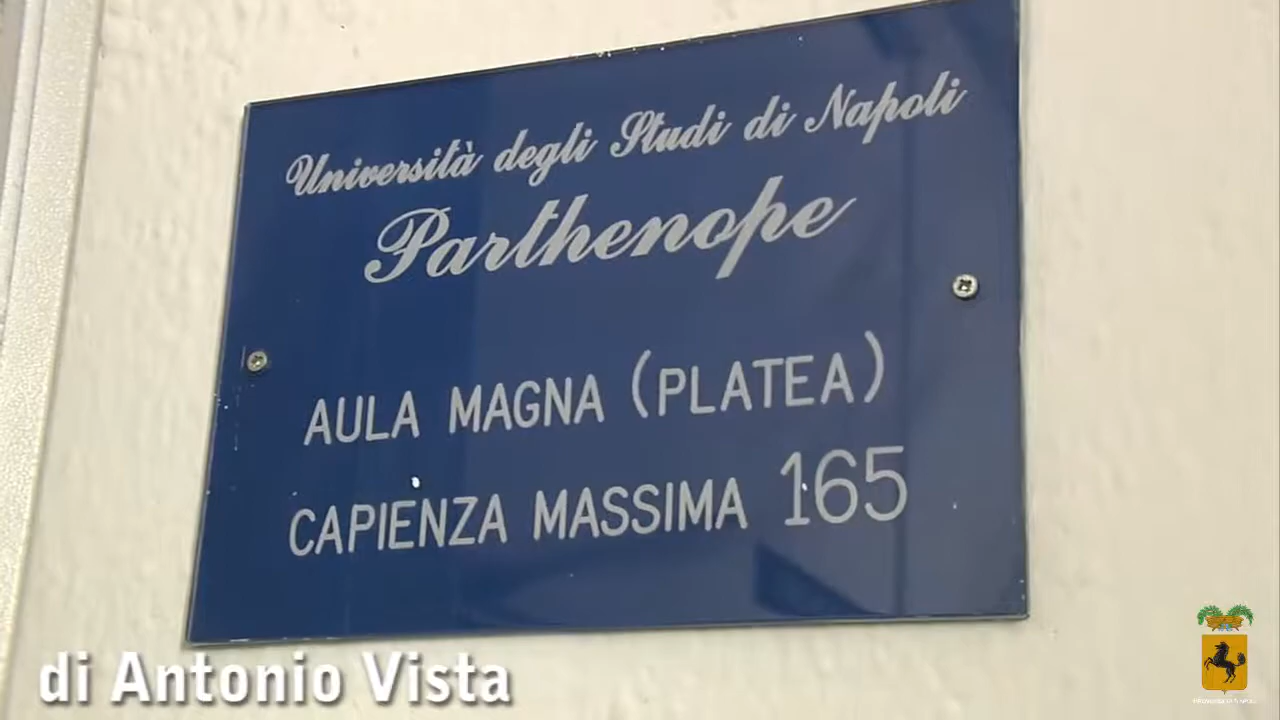 Università degli Studi di Napoli
Parthenope
AULA MAGNA (PLATEA)
CAPIENZA MASSIMA 165
di Antonio Vista